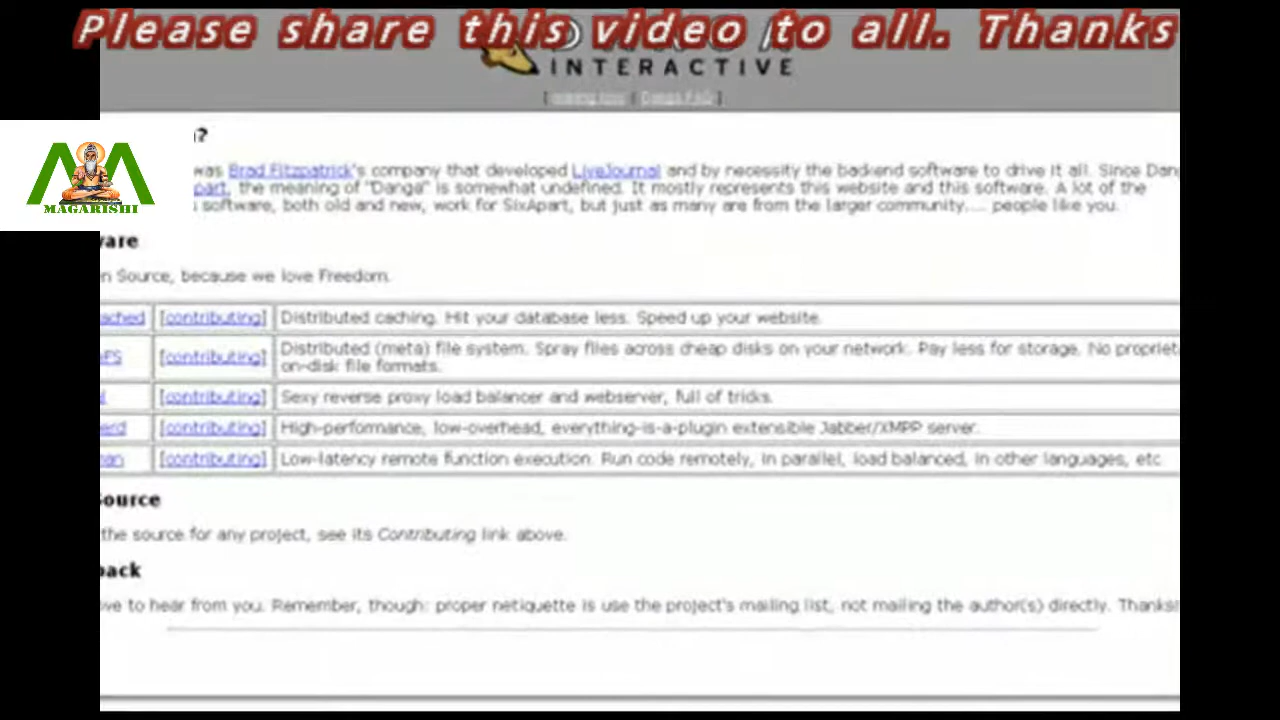 Please share this video to all. Thanks
INTERACTIVE
MAGARISHI
?
was Brad Fitzpatrick's company that developed LiveJournal and by necessity the backend software to drive it all. Since Dang
part, the meaning of "Danga" is somewhat undefined. It mostly represents this website and this software. A lot of the
software, both old and new, work for SixApart, but just as many are from the larger community.... people like you.
ware
n Source, because we love Freedom.
ached [contributing] Distributed caching. Hit your database less. Speed up your website.
eFS [contributing] Distributed (meta) file system. Spray files across cheap disks on your network. Pay less for storage. No propriet
on-disk file formats.
[contributing] Sexy reverse proxy load balancer and webserver, full of tricks.
erd [contributing] High-performance, low-overhead, everything-is-a-plugin extensible Jabber/XMPP server.
man [contributing] Low-latency remote function execution. Run code remotely, in parallel, load balanced, in other languages, etc
Source
the source for any project, see its Contributing link above.
back
ove to hear from you. Remember, though: proper netiquette is use the project's mailing list, not mailing the author(s) directly. Thanks!